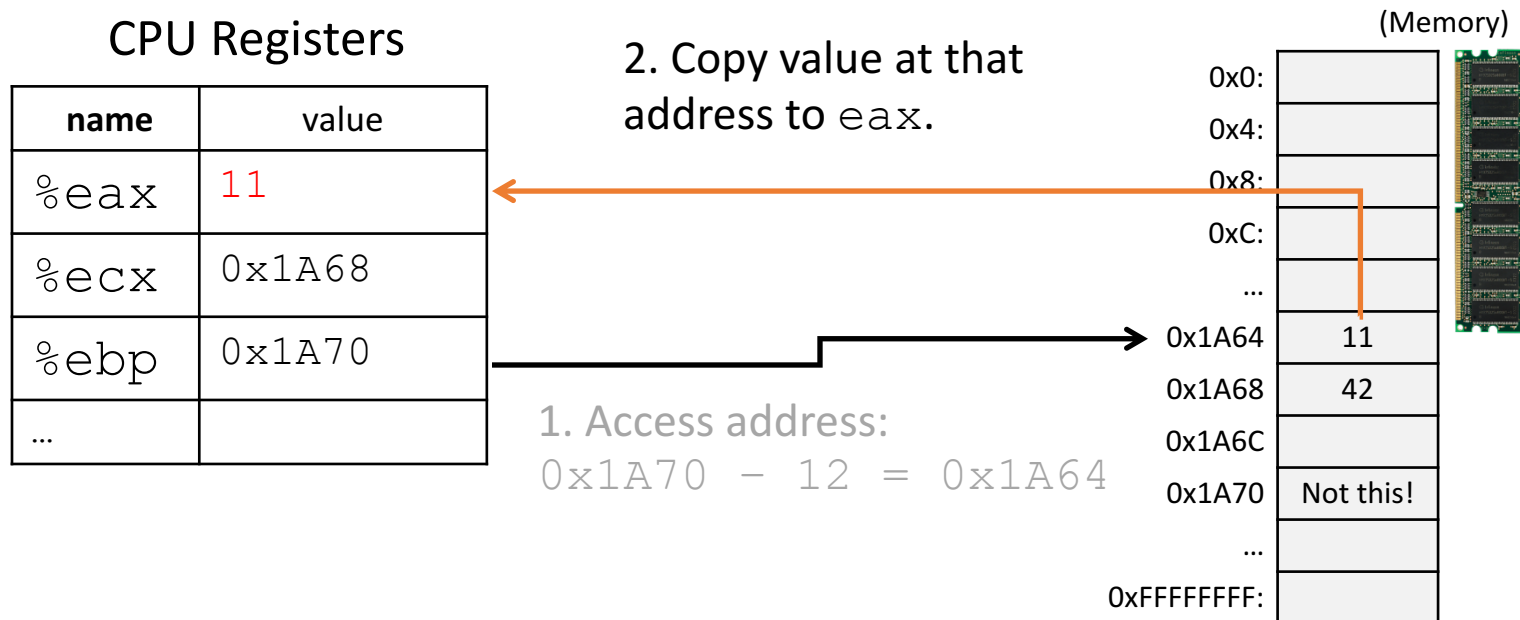 CPU Registers
name value
%eax 11
%ecx 0x1A68
%ebp 0x1A70
…
2. Copy value at that
address to eax.
1. Access address:
0x1A70 - 12 = 0x1A64
(Memory)
0x0:
0x4:
0x8:
0xC:
…
0x1A64 11
0x1A68 42
0x1A6C
0x1A70 Not this!
…
0xFFFFFFFF: